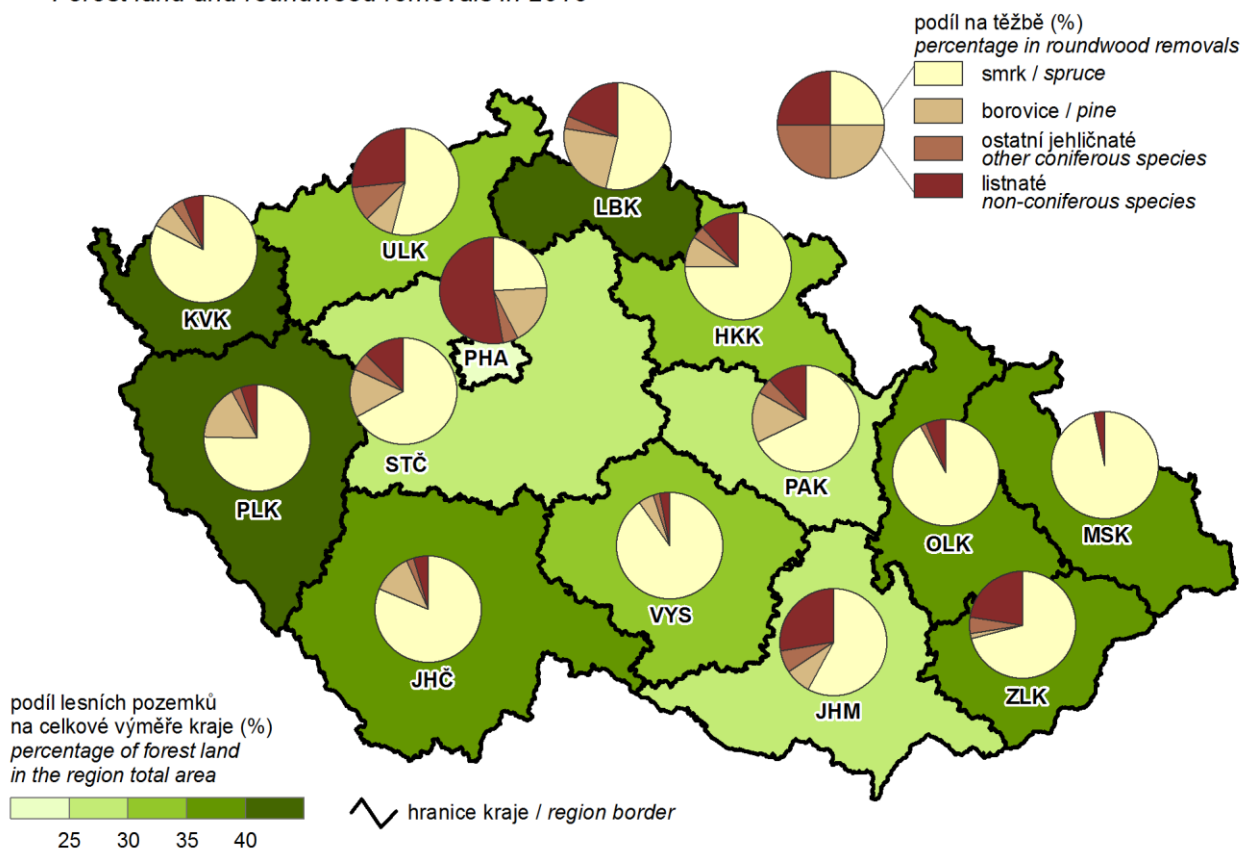 podíl na těžbě (%)
percentage in roundwood removals
smrk / spruce
borovice / pine
ostatní jehličnaté
other coniferous species
listnaté
non-coniferous species
LBK
ULK
KVK
HKK
PHA
STČ
PAK
PLK
OLK
MSK
VYS
JHČ
JHM
ZLK
podíl lesních pozemků
na celkové výměře kraje (%)
percentage of forest land
in the region total area
25 30 35 40
hranice kraje / region border